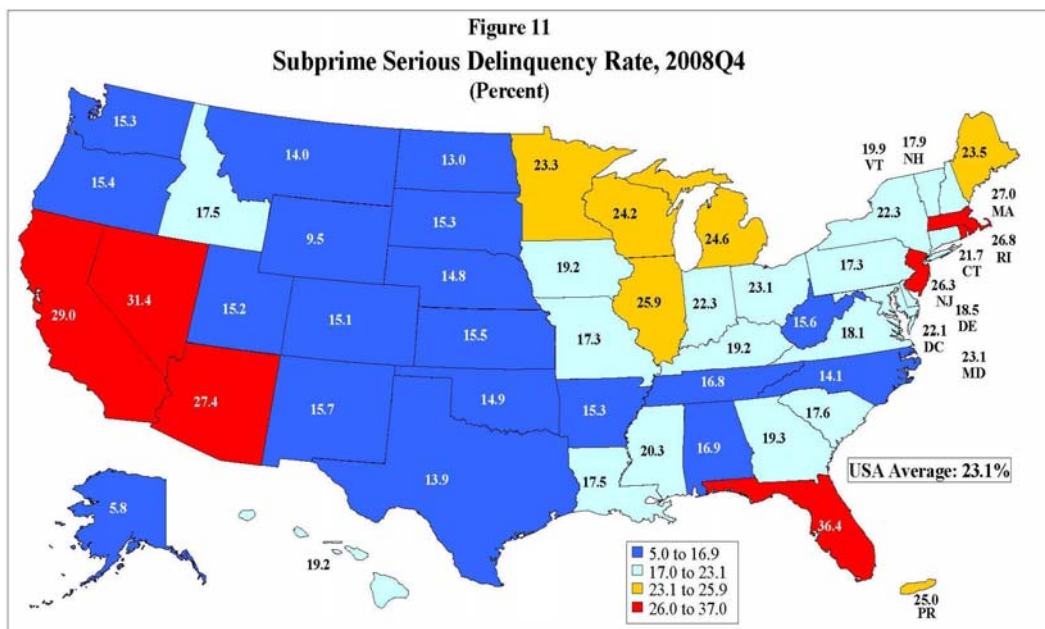 Figure 11
Subprime Serious Delinquency Rate, 2008Q4
(Percent)
15.3
14.0
13.0
23.3
19.9
VT
17.9
NH
23.5
15.4
17.5
9.5
15.3
24.2
24.6
22.3
27.0
MA
26.8
RI
21.7
CT
29.0
31.4
15.2
15.1
14.8
19.2
25.9
22.3
23.1
17.3
26.3
NJ
18.5
DE
15.5
17.3
19.2
15.6
18.1
22.1
DC
23.1
MD
27.4
15.7
14.9
15.3
16.8
14.1
17.6
13.9
17.5
20.3
16.9
19.3
USA Average: 23.1%
5.8
19.2
36.4
5.0 to 16.9
17.0 to 23.1
23.1 to 25.9
26.0 to 37.0
25.0
PR